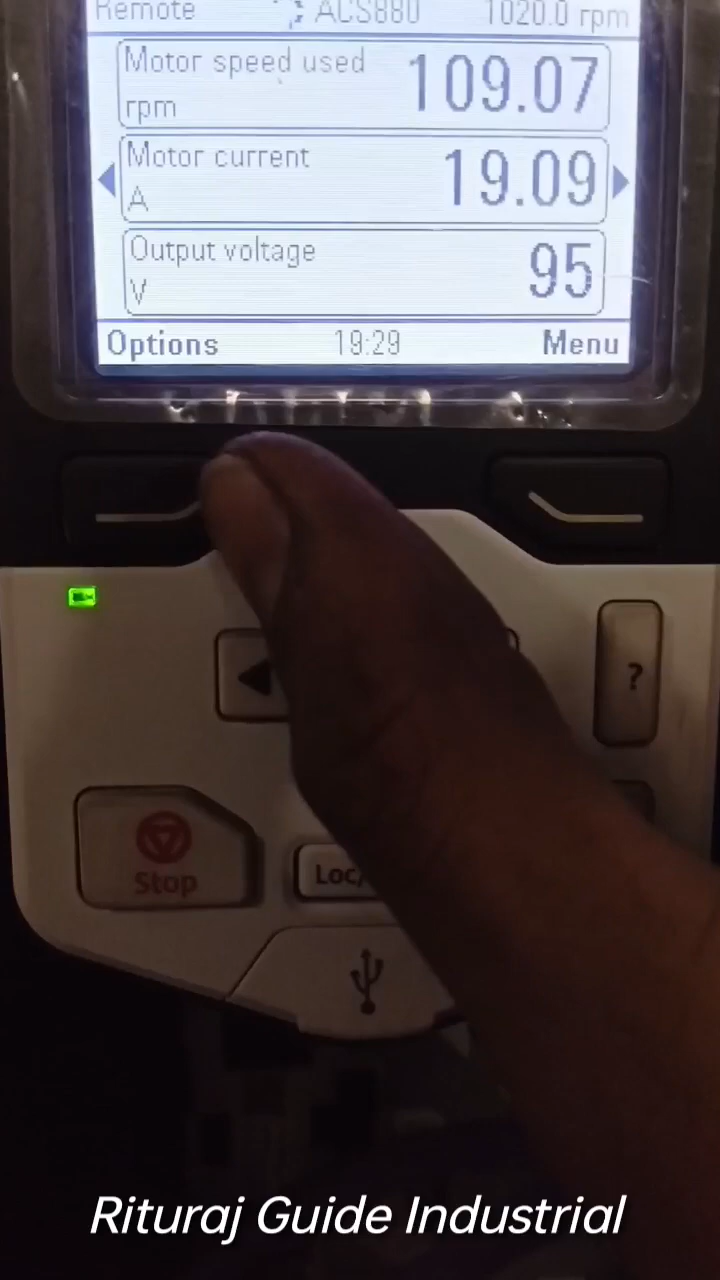 Remote ACS880 1020.0 rpm
Motor speed used 109.07
rpm
Motor current 19.09
A
Output voltage 95
V
Options 19:29 Menu
?
Stop
Loc/
Rituraj Guide Industrial